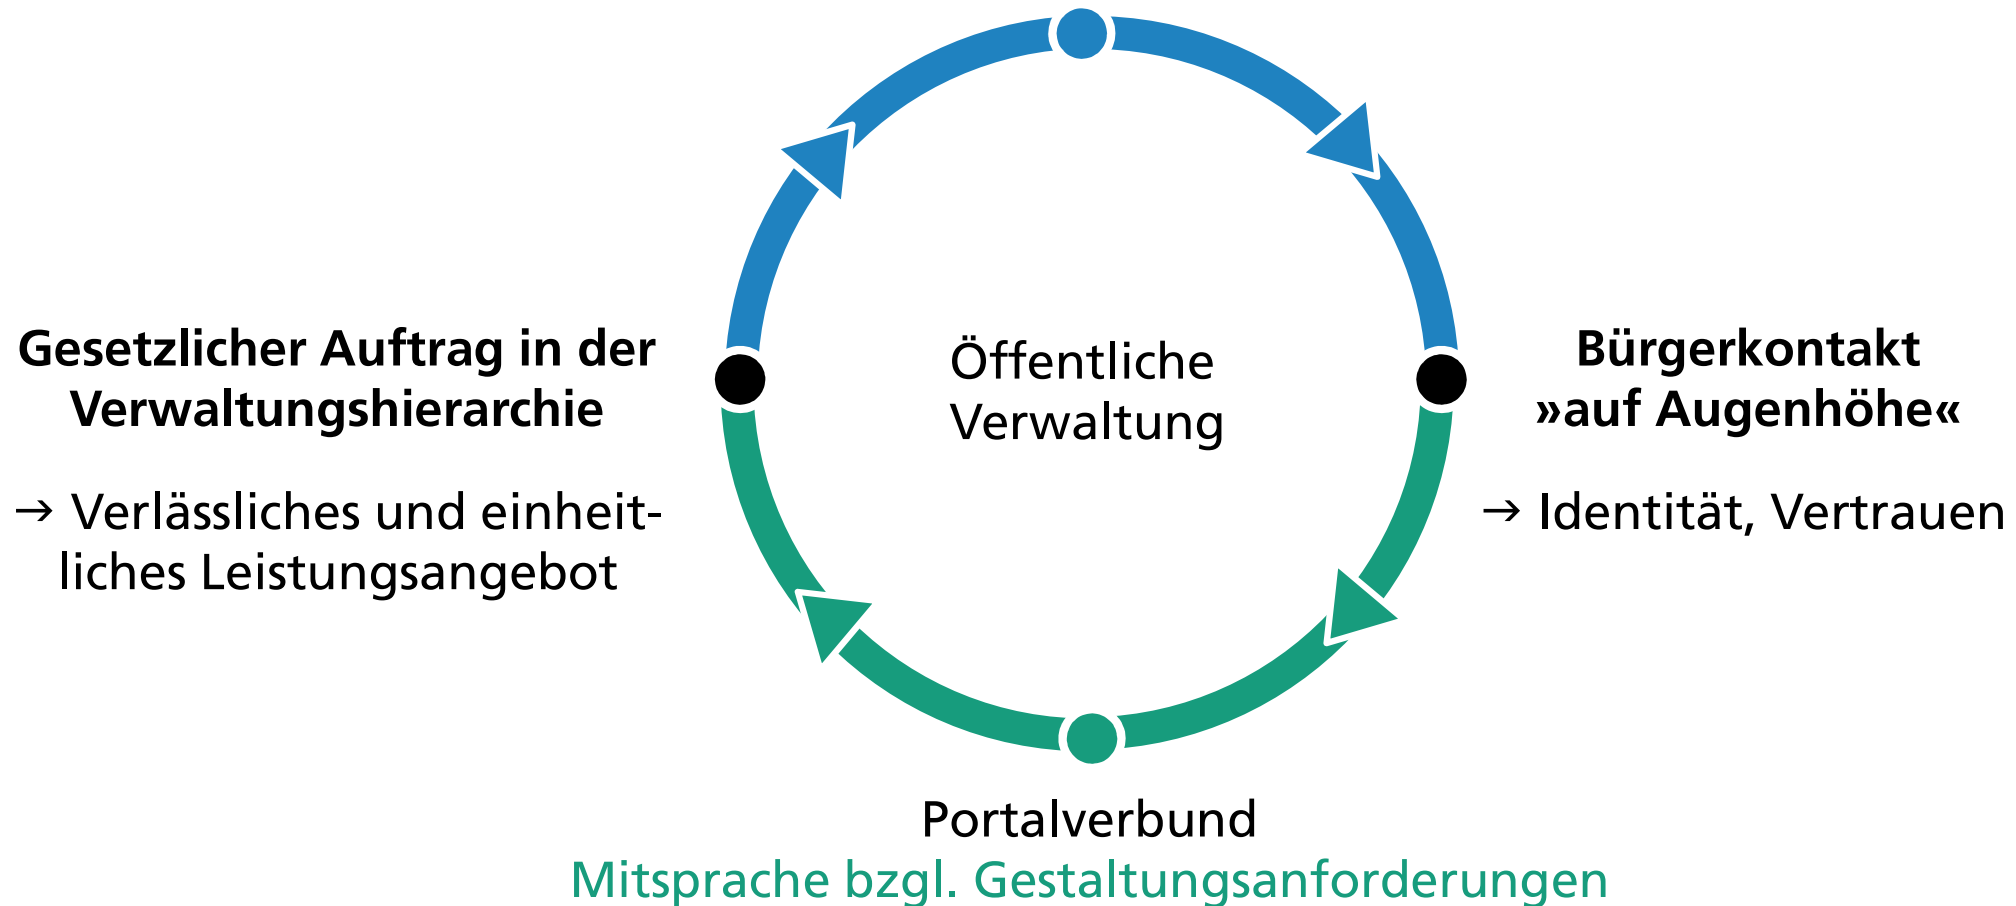 Gesetzlicher Auftrag in der
Verwaltungshierarchie
→ Verlässliches und einheit-
liches Leistungsangebot
Öffentliche
Verwaltung
Bürgerkontakt
»auf Augenhöhe«
→ Identität, Vertrauen
Portalverbund
Mitsprache bzgl. Gestaltungsanforderungen